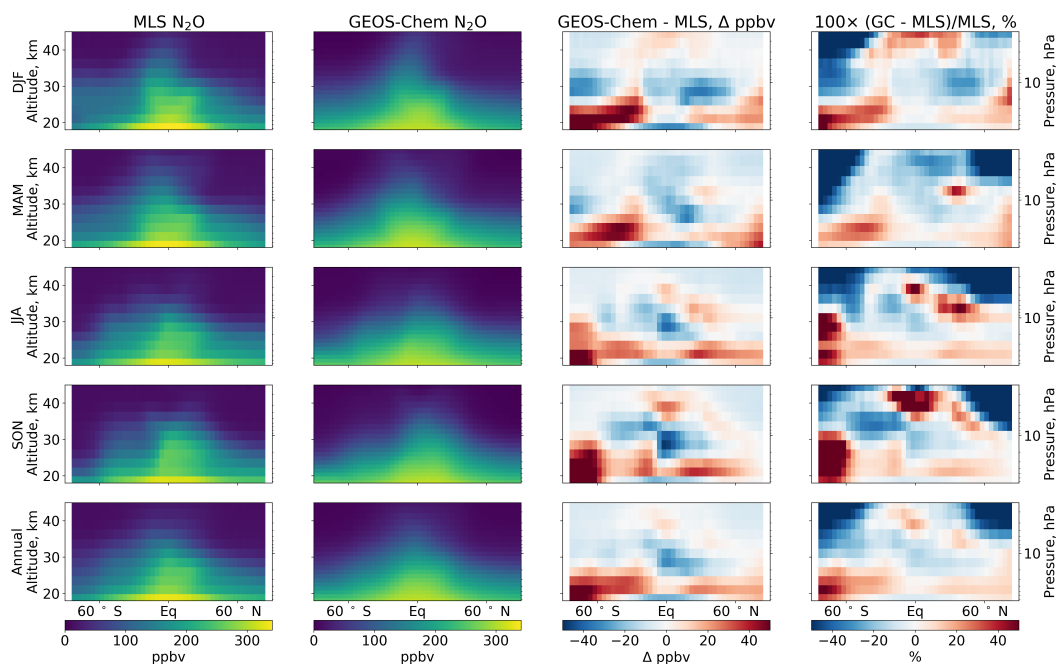 MLS N₂O
GEOS-Chem N₂O
GEOS-Chem - MLS, Δ ppbv
100× (GC - MLS)/MLS, %
DJF
Altitude, km
40
30
20
10
Pressure, hPa
MAM
Altitude, km
40
30
20
10
Pressure, hPa
JJA
Altitude, km
40
30
20
10
Pressure, hPa
SON
Altitude, km
40
30
20
10
Pressure, hPa
Annual
Altitude, km
40
30
20
10
Pressure, hPa
60 ° S Eq 60 ° N
60 ° S Eq 60 ° N
60 ° S Eq 60 ° N
60 ° S Eq 60 ° N
0 100 200 300
ppbv
0 100 200 300
ppbv
−40 −20 0 20 40
Δ ppbv
−40 −20 0 20 40
%